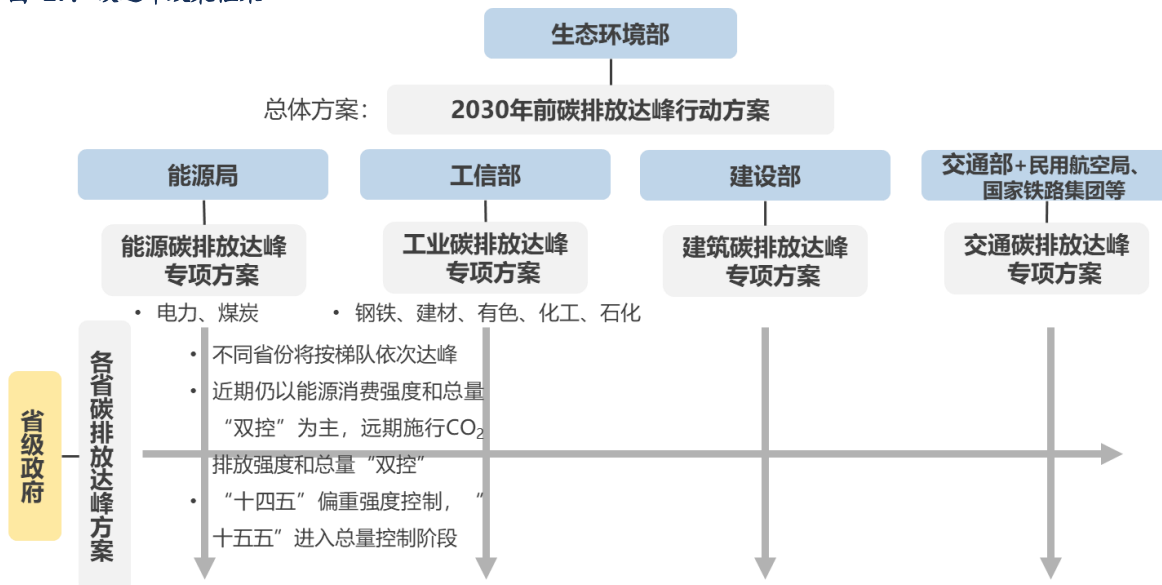 生态环境部
总体方案：
2030年前碳排放达峰行动方案
能源局
工信部
建设部
交通部+民用航空局、
国家铁路集团等
能源碳排放达峰
专项方案
工业碳排放达峰
专项方案
建筑碳排放达峰
专项方案
交通碳排放达峰
专项方案
• 电力、煤炭
• 钢铁、建材、有色、化工、石化
省级政府
各省碳排放达峰方案
• 不同省份将按梯队依次达峰
• 近期仍以能源消费强度和总量
“双控”为主，远期施行CO₂
排放强度和总量“双控”
• “十四五”偏重强度控制，“
十五五”进入总量控制阶段